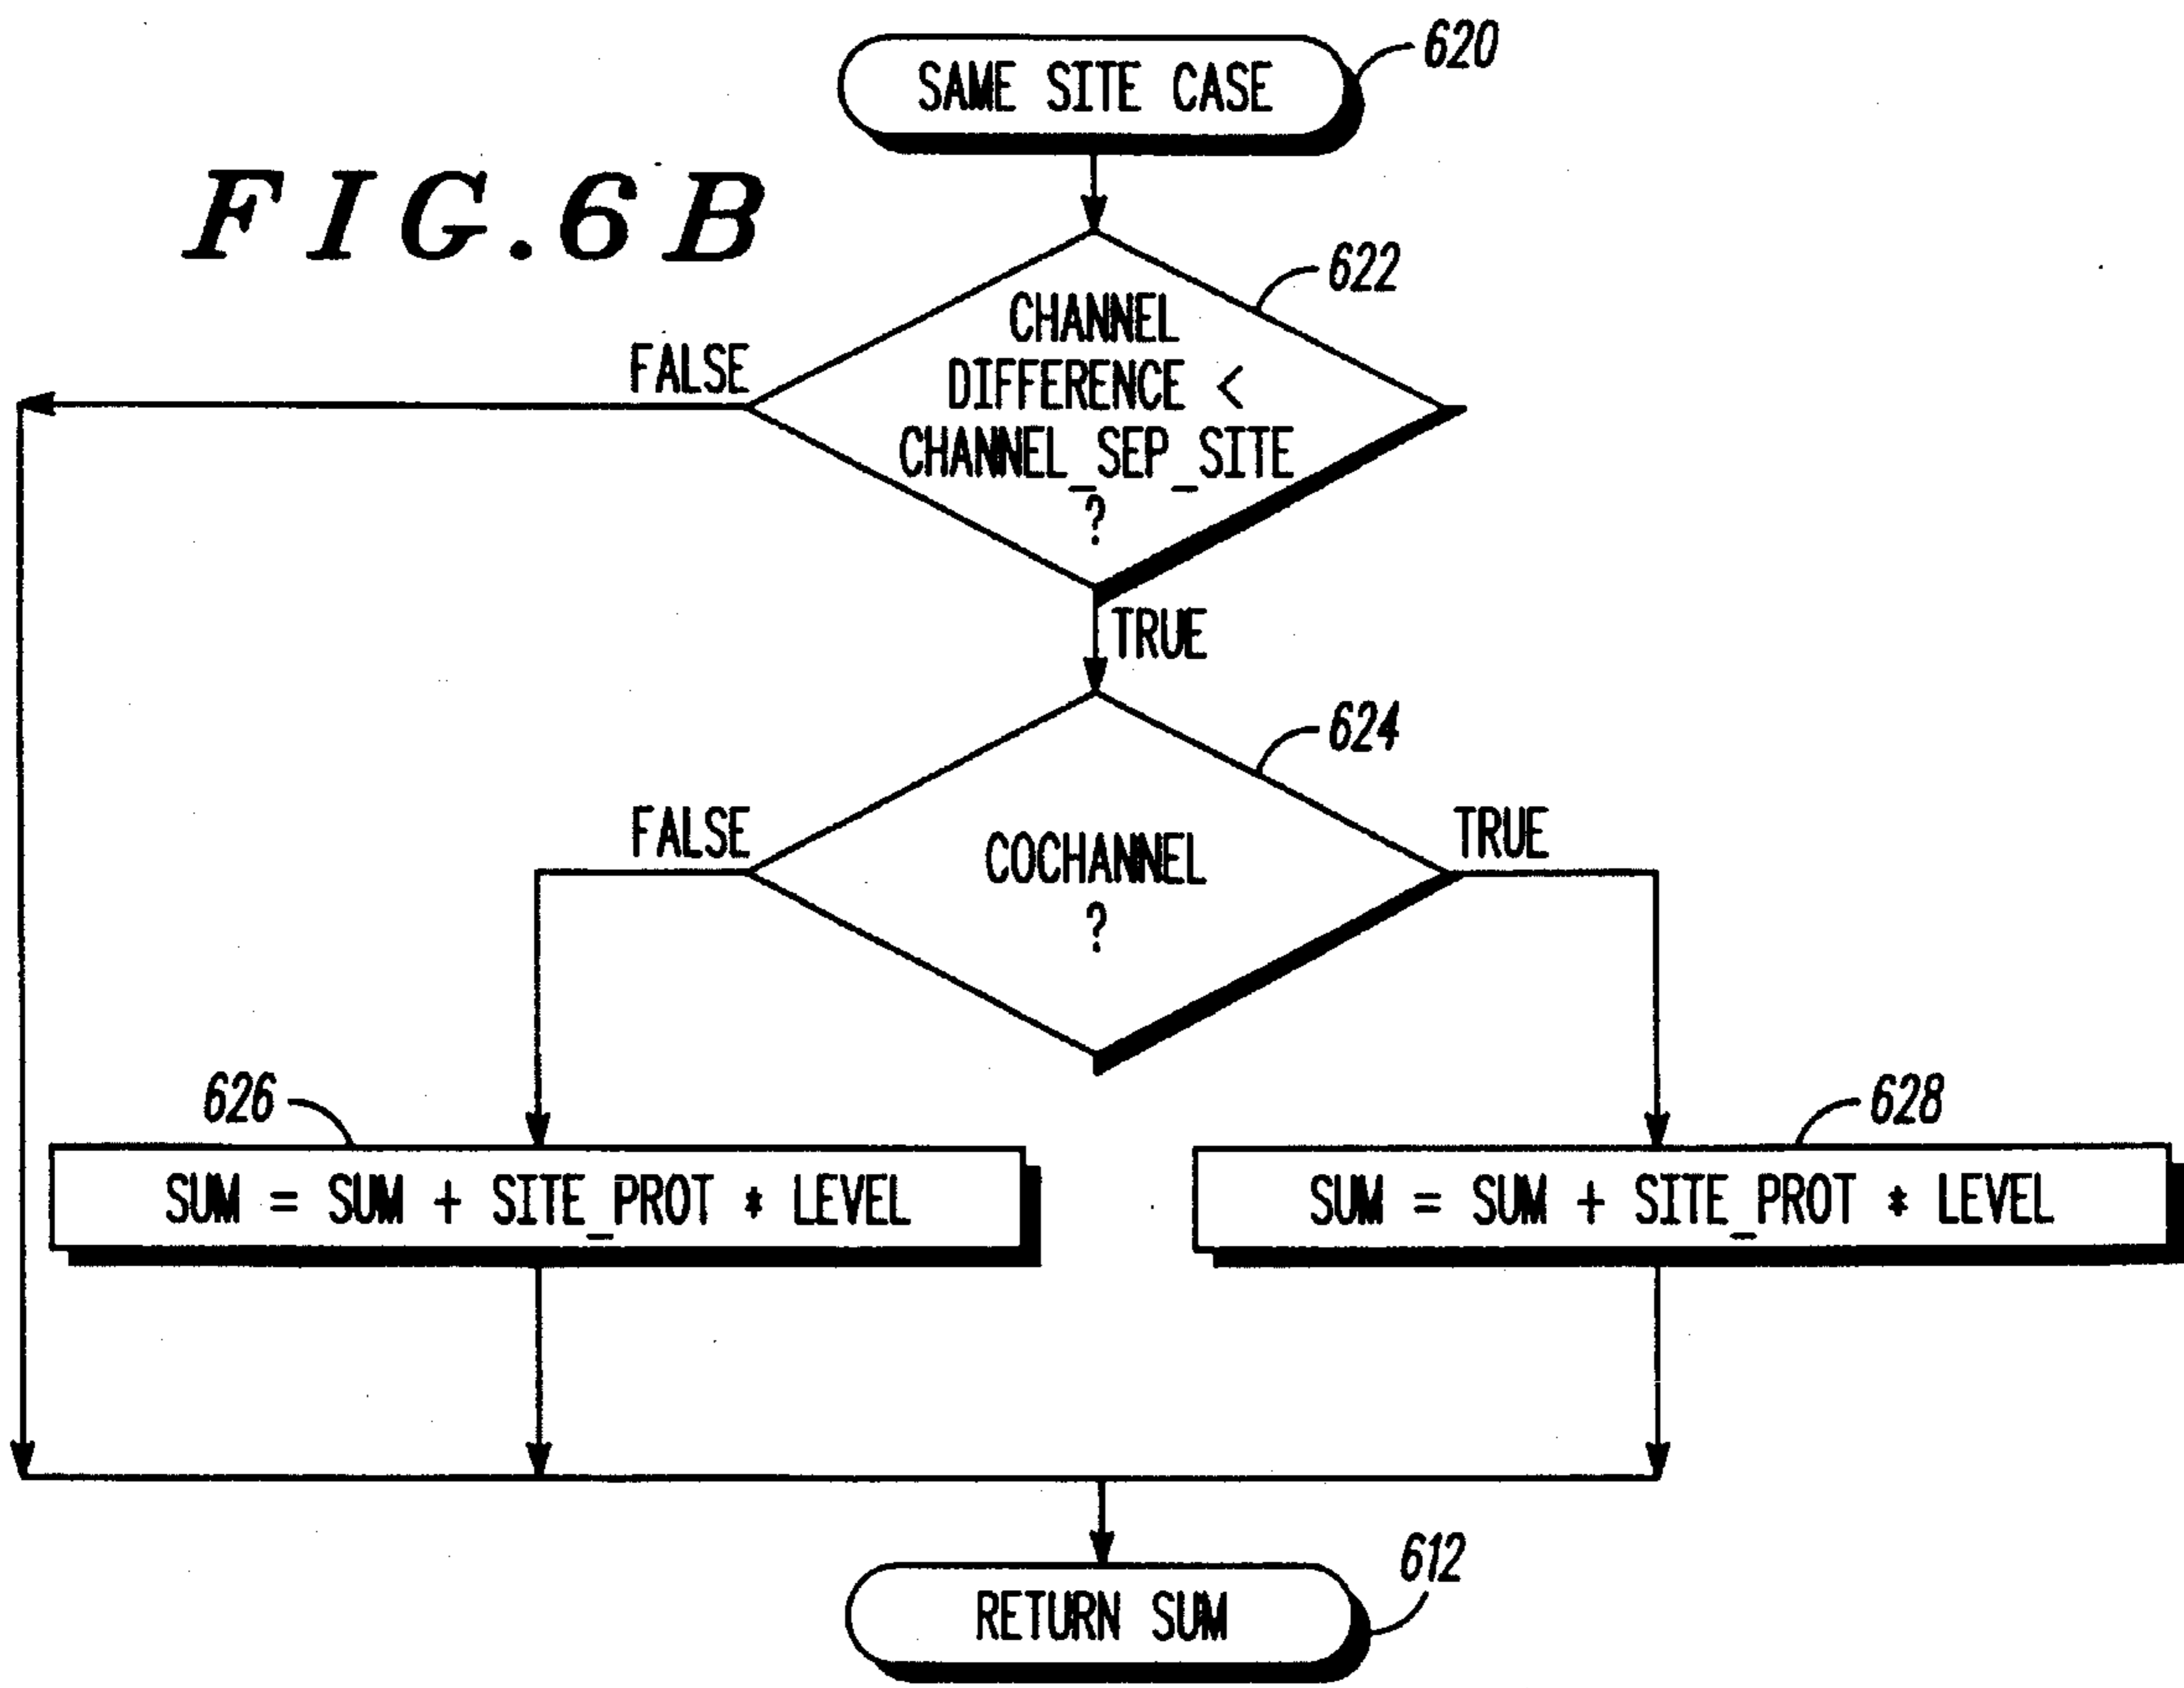 620
SAME SITE CASE
FIG. 6B
622
CHANNEL
DIFFERENCE <
CHANNEL_SEP_SITE
?
FALSE
TRUE
624
FALSE
COCHANNEL
?
TRUE
626
SUM = SUM + SITE_PROT * LEVEL
628
SUM = SUM + SITE_PROT * LEVEL
612
RETURN SUM